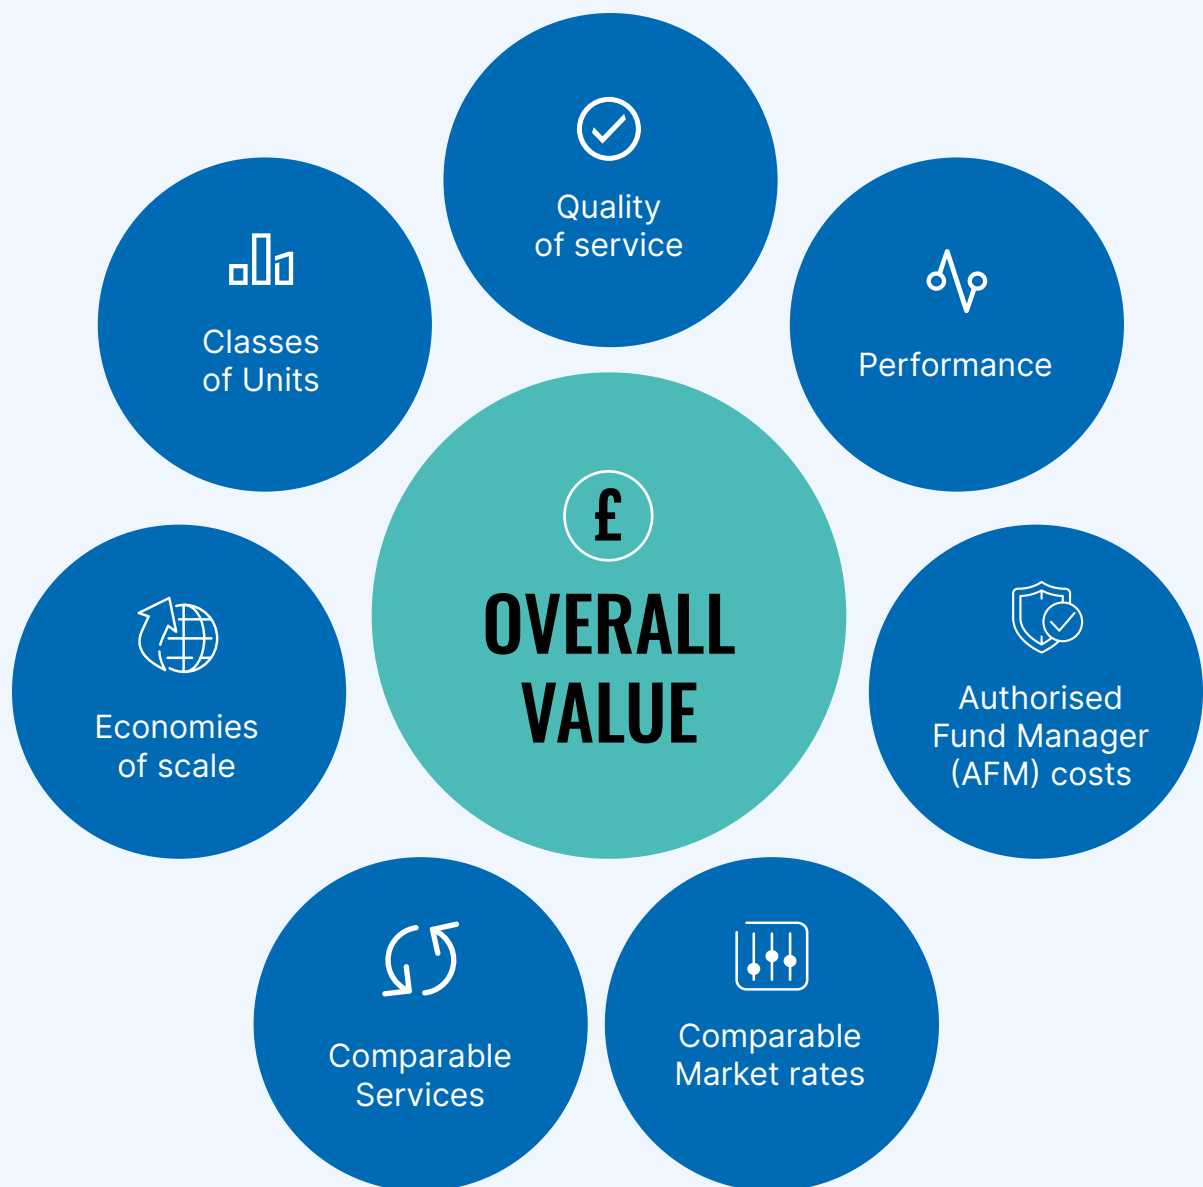 Quality
of service
Classes
of Units
Performance
£
OVERALL
VALUE
Economies
of scale
Authorised
Fund Manager
(AFM) costs
Comparable
Services
Comparable
Market rates